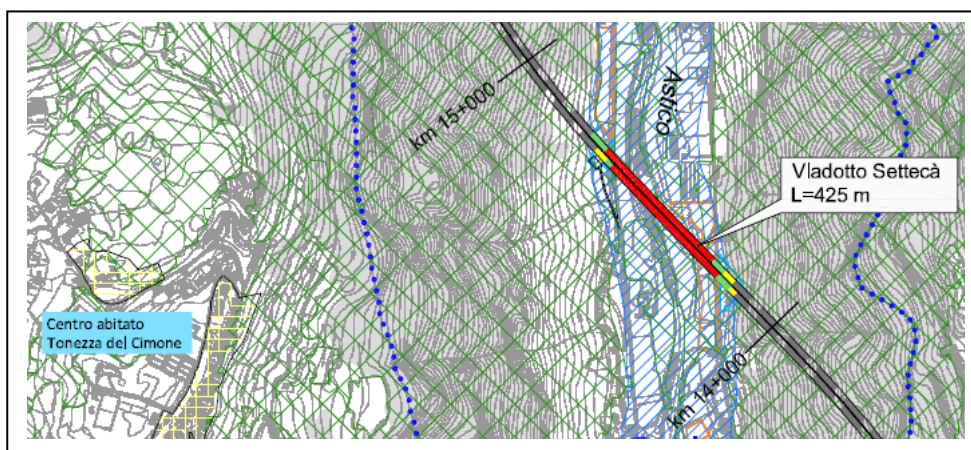 km 15+000
Astico
Viadotto Settecà
L=425 m
Centro abitato
Tonezza del Cimone
km 14+000